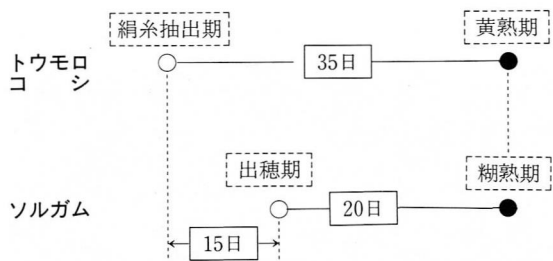 絹糸抽出期
黄熟期
トウモロ
コシ
35日
出穂期
糊熟期
ソルガム
20日
15日